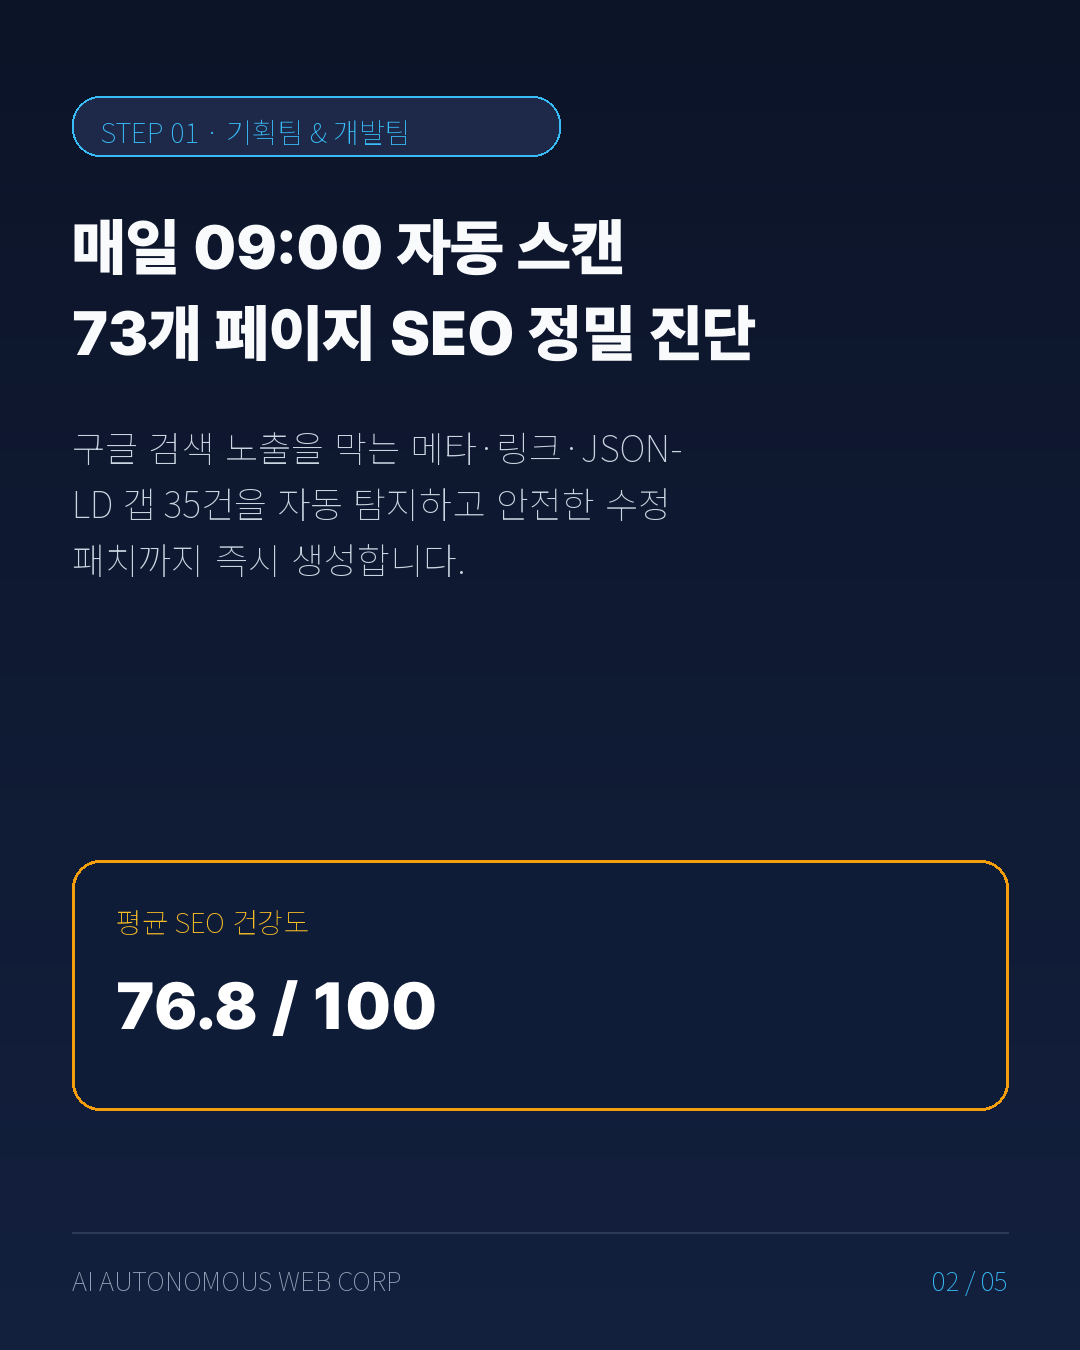 STEP 01 · 기획팀 & 개발팀
매일 09:00 자동 스캔
73개 페이지 SEO 정밀 진단
구글 검색 노출을 막는 메타·링크·JSON-
LD 갭 35건을 자동 탐지하고 안전한 수정
패치까지 즉시 생성합니다.
평균 SEO 건강도
76.8 / 100
AI AUTONOMOUS WEB CORP
02 / 05